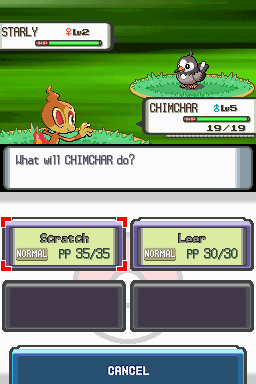 STARLY ♀Lv2
HP
CHIMCHAR ♂Lv5
HP
19/19
What will CHIMCHAR do?
Scratch
NORMAL PP 35/35
Leer
NORMAL PP 30/30
CANCEL